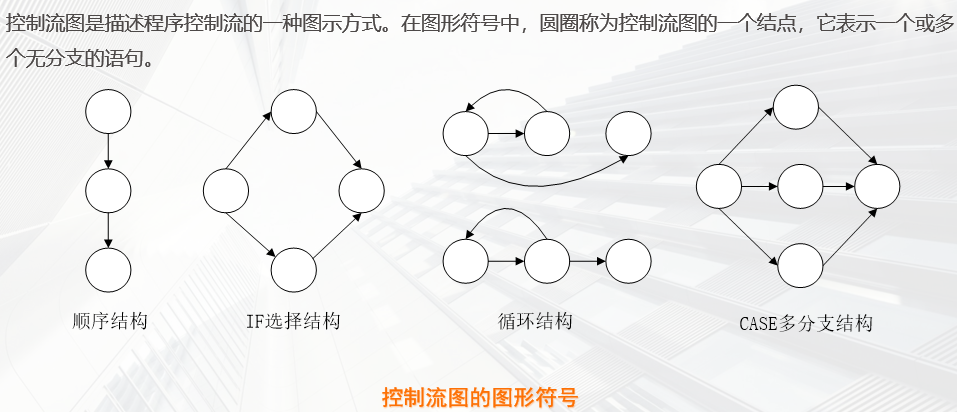 控制流图是描述程序控制流的一种图示方式。在图形符号中，圆圈称为控制流图的一个结点，它表示一个或多
个无分支的语句。
顺序结构
IF选择结构
循环结构
CASE多分支结构
控制流图的图形符号